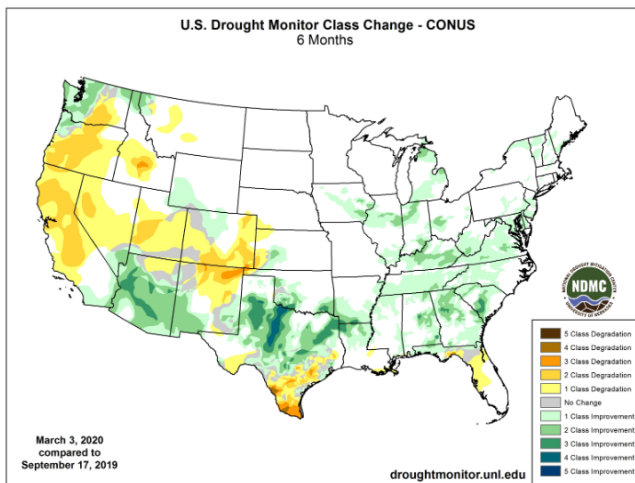 U.S. Drought Monitor Class Change - CONUS
6 Months
NDMC
5 Class Degradation
4 Class Degradation
3 Class Degradation
2 Class Degradation
1 Class Degradation
No Change
1 Class Improvement
2 Class Improvement
3 Class Improvement
4 Class Improvement
5 Class Improvement
March 3, 2020
compared to
September 17, 2019
droughtmonitor.unl.edu